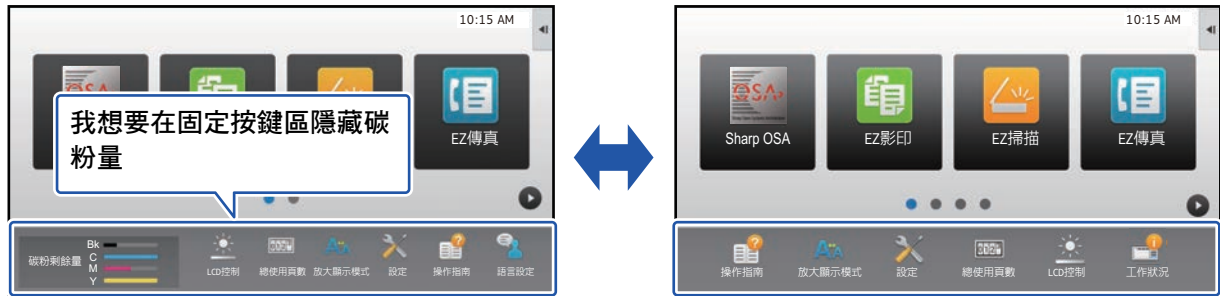 10:15 AM
我想要在固定按鍵區隱藏碳
粉量
EZ傳真
碳粉剩餘量
Bk
C
M
Y
LCD控制
總使用頁數
放大顯示模式
設定
操作指南
語言設定
10:15 AM
OSA
Sharp OSA
EZ影印
EZ掃描
EZ傳真
操作指南
放大顯示模式
設定
總使用頁數
LCD控制
工作狀況